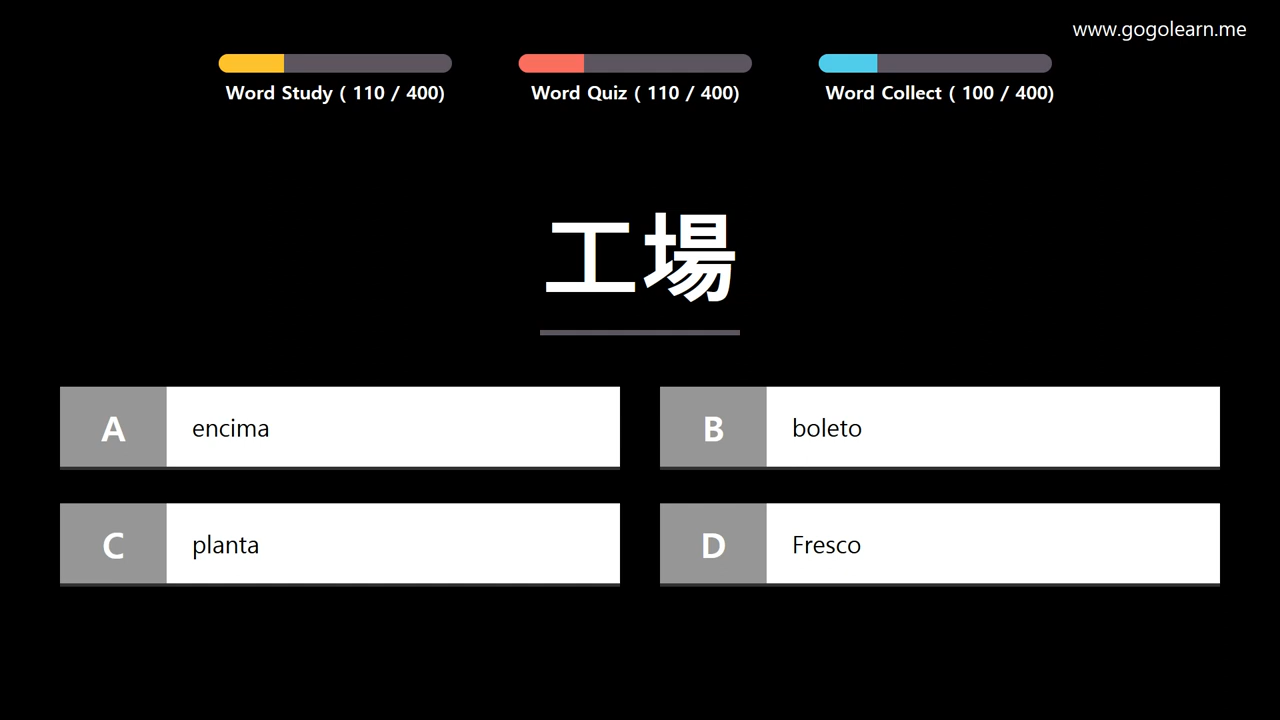 www.gogolearn.me
Word Study ( 110 / 400)
Word Quiz ( 110 / 400)
Word Collect ( 100 / 400)
工場
A encima
B boleto
C planta
D Fresco